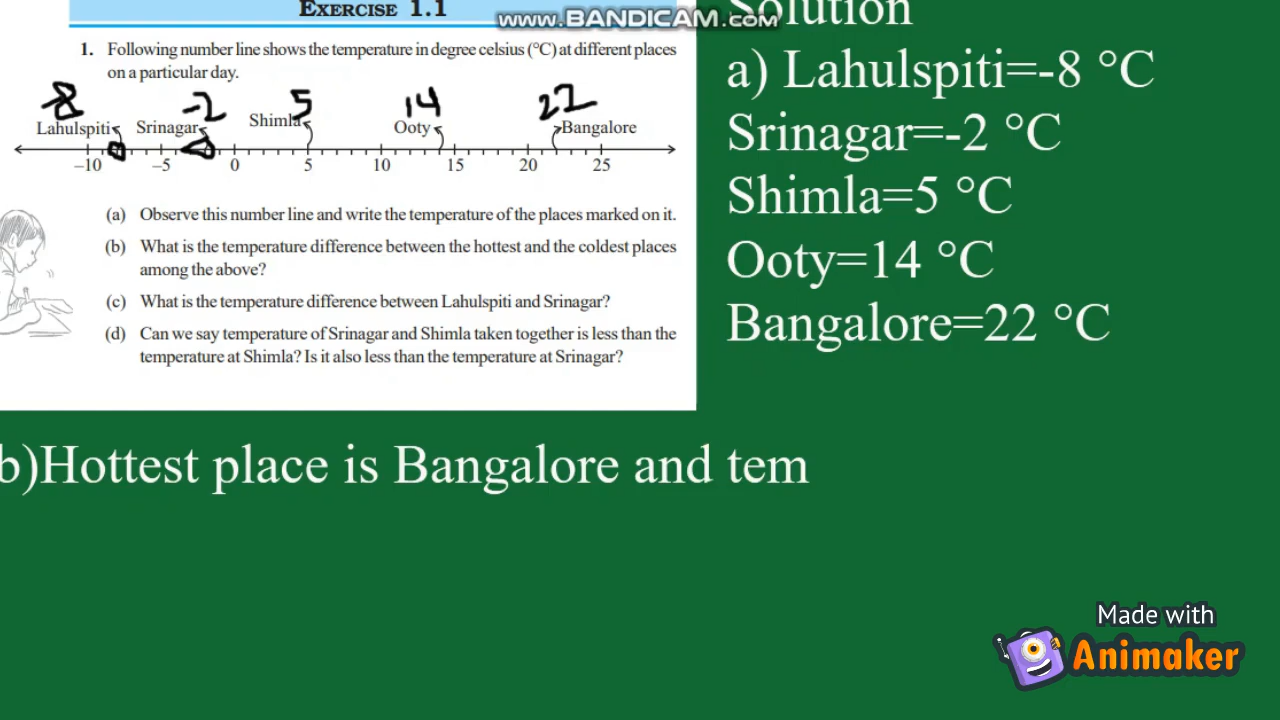 EXERCISE 1.1
www.BANDICAM.com
Solution
1. Following number line shows the temperature in degree celsius (°C) at different places
on a particular day.
-8 -2 5 14 22
Lahulspiti Srinagar Shimla Ooty Bangalore
–10 –5 0 5 10 15 20 25
(a) Observe this number line and write the temperature of the places marked on it.
(b) What is the temperature difference between the hottest and the coldest places
among the above?
(c) What is the temperature difference between Lahulspiti and Srinagar?
(d) Can we say temperature of Srinagar and Shimla taken together is less than the
temperature at Shimla? Is it also less than the temperature at Srinagar?
a) Lahulspiti=-8 °C
Srinagar=-2 °C
Shimla=5 °C
Ooty=14 °C
Bangalore=22 °C
b)Hottest place is Bangalore and tem
Made with
Animaker